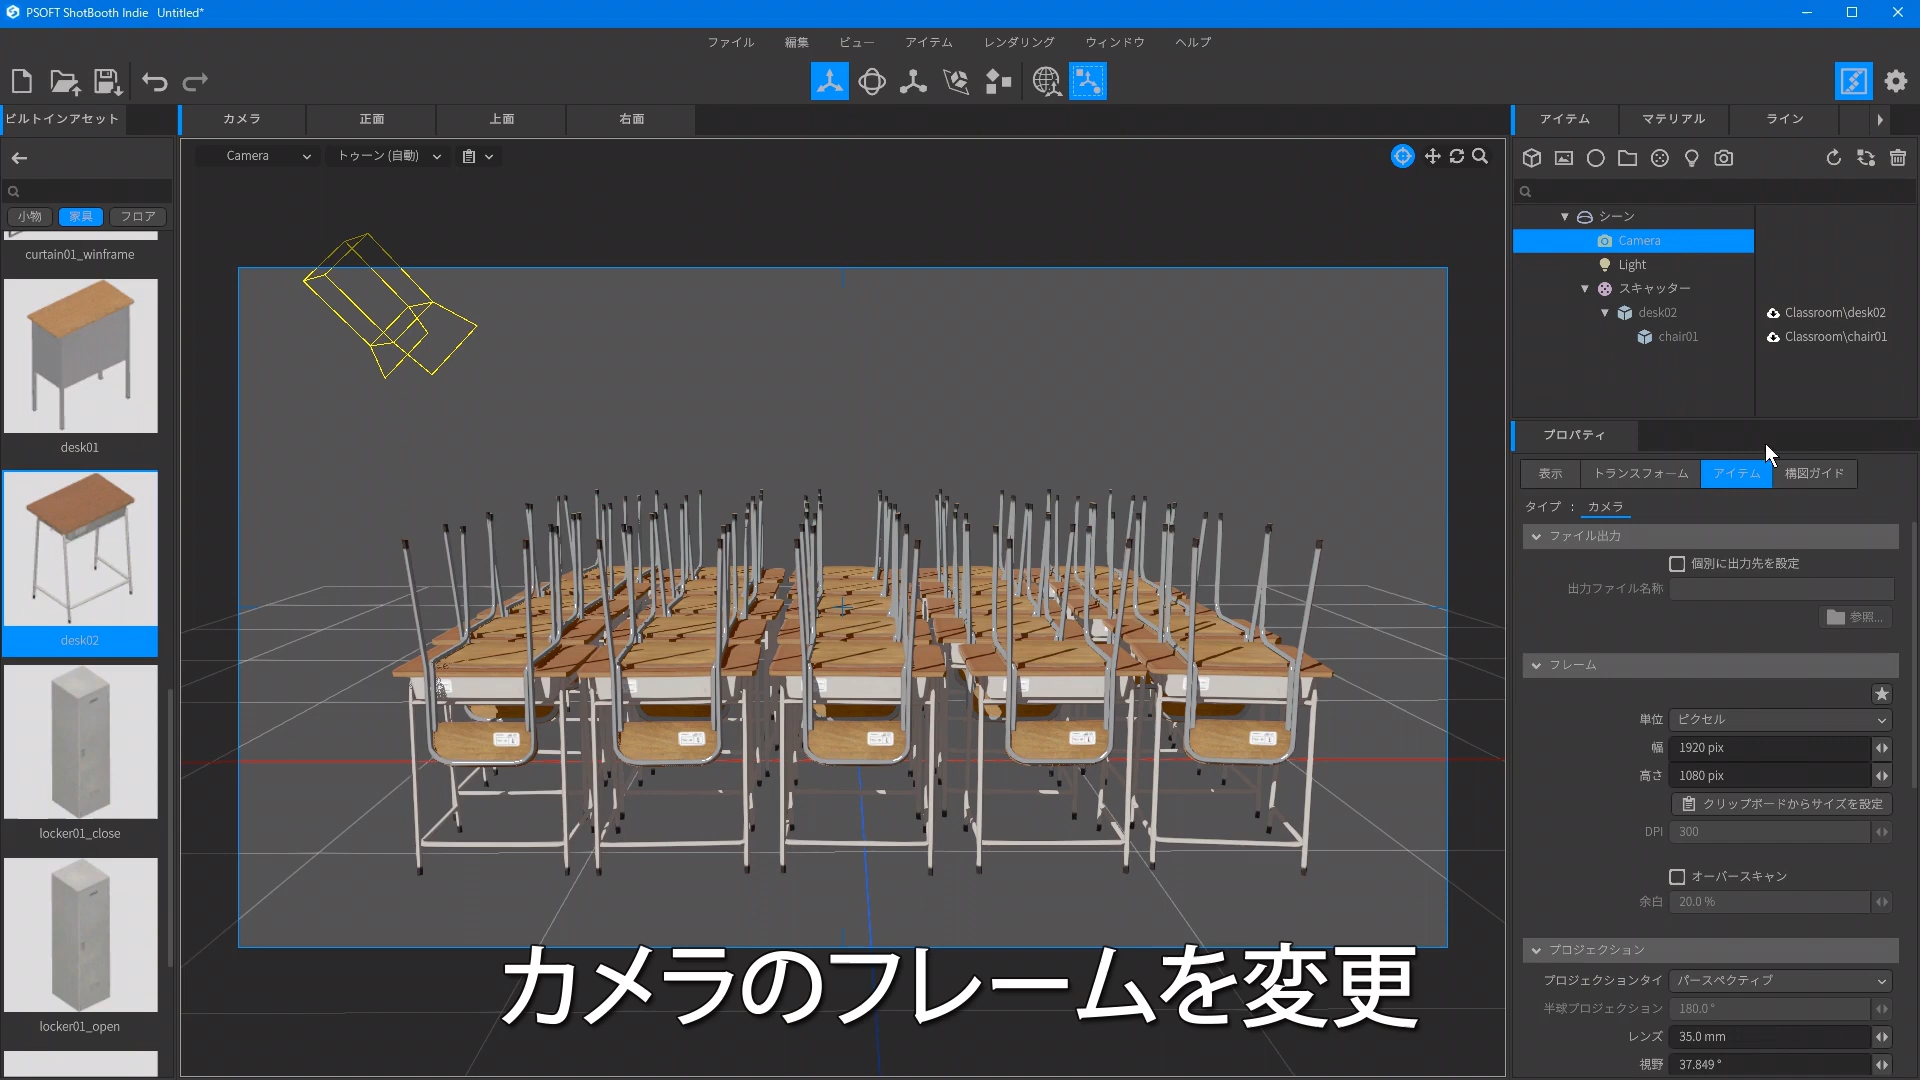 PSOFT ShotBooth Indie Untitled*
ファイル 編集 ビュー アイテム レンダリング ウィンドウ ヘルプ
ビルトインアセット
カメラ 正面 上面 右面
アイテム マテリアル ライン
Camera トゥーン (自動)
小物 家具 フロア
curtain01_winframe
desk01
desk02
locker01_close
locker01_open
シーン
Camera
Light
スキャッター
desk02 Classroom\desk02
chair01 Classroom\chair01
プロパティ
表示 トランスフォーム アイテム 構図ガイド
タイプ : カメラ
ファイル出力
個別に出力先を設定
出力ファイル名称
参照...
フレーム
単位 ピクセル
幅 1920 pix
高さ 1080 pix
クリップボードからサイズを設定
DPI 300
オーバースキャン
余白 20.0 %
プロジェクション
プロジェクションタイ パースペクティブ
半球プロジェクション 180.0 °
レンズ 35.0 mm
視野 37.849 °
カメラのフレームを変更